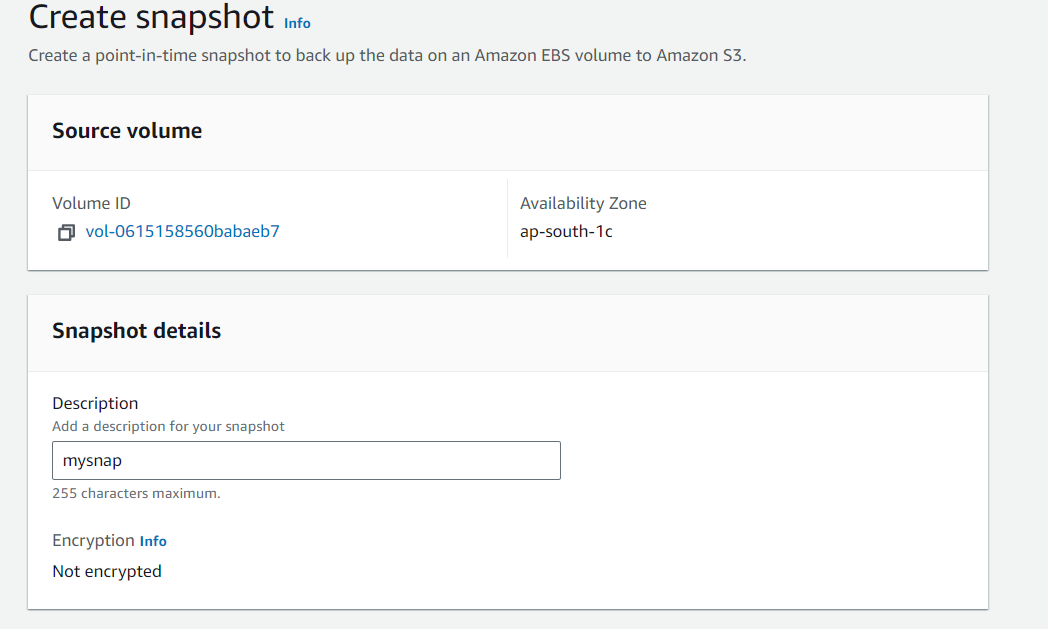 Create snapshot Info
Create a point-in-time snapshot to back up the data on an Amazon EBS volume to Amazon S3.
Source volume
Volume ID
vol-0615158560babaeb7
Availability Zone
ap-south-1c
Snapshot details
Description
Add a description for your snapshot
mysnap
255 characters maximum.
Encryption Info
Not encrypted